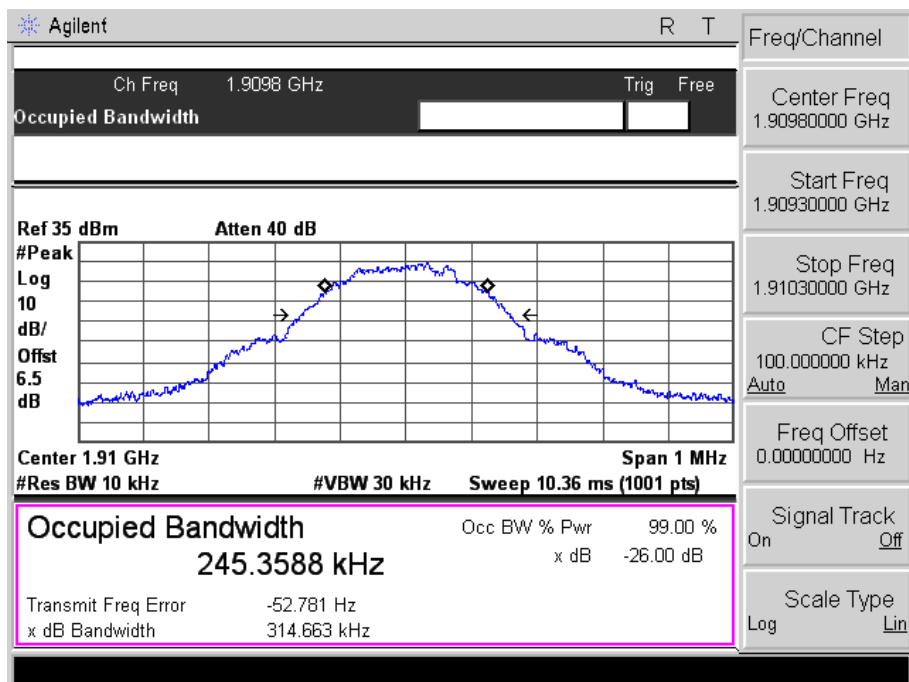 Agilent R T
Ch Freq 1.9098 GHz Trig Free
Occupied Bandwidth
Ref 35 dBm Atten 40 dB
#Peak
Log
10
dB/
Offst
6.5
dB
Center 1.91 GHz Span 1 MHz
#Res BW 10 kHz #VBW 30 kHz Sweep 10.36 ms (1001 pts)
Occupied Bandwidth
245.3588 kHz
Occ BW % Pwr 99.00 %
x dB -26.00 dB
Transmit Freq Error -52.781 Hz
x dB Bandwidth 314.663 kHz
Freq/Channel
Center Freq
1.90980000 GHz
Start Freq
1.90930000 GHz
Stop Freq
1.91030000 GHz
CF Step
100.000000 kHz
Auto Man
Freq Offset
0.00000000 Hz
Signal Track
On Off
Scale Type
Log Lin